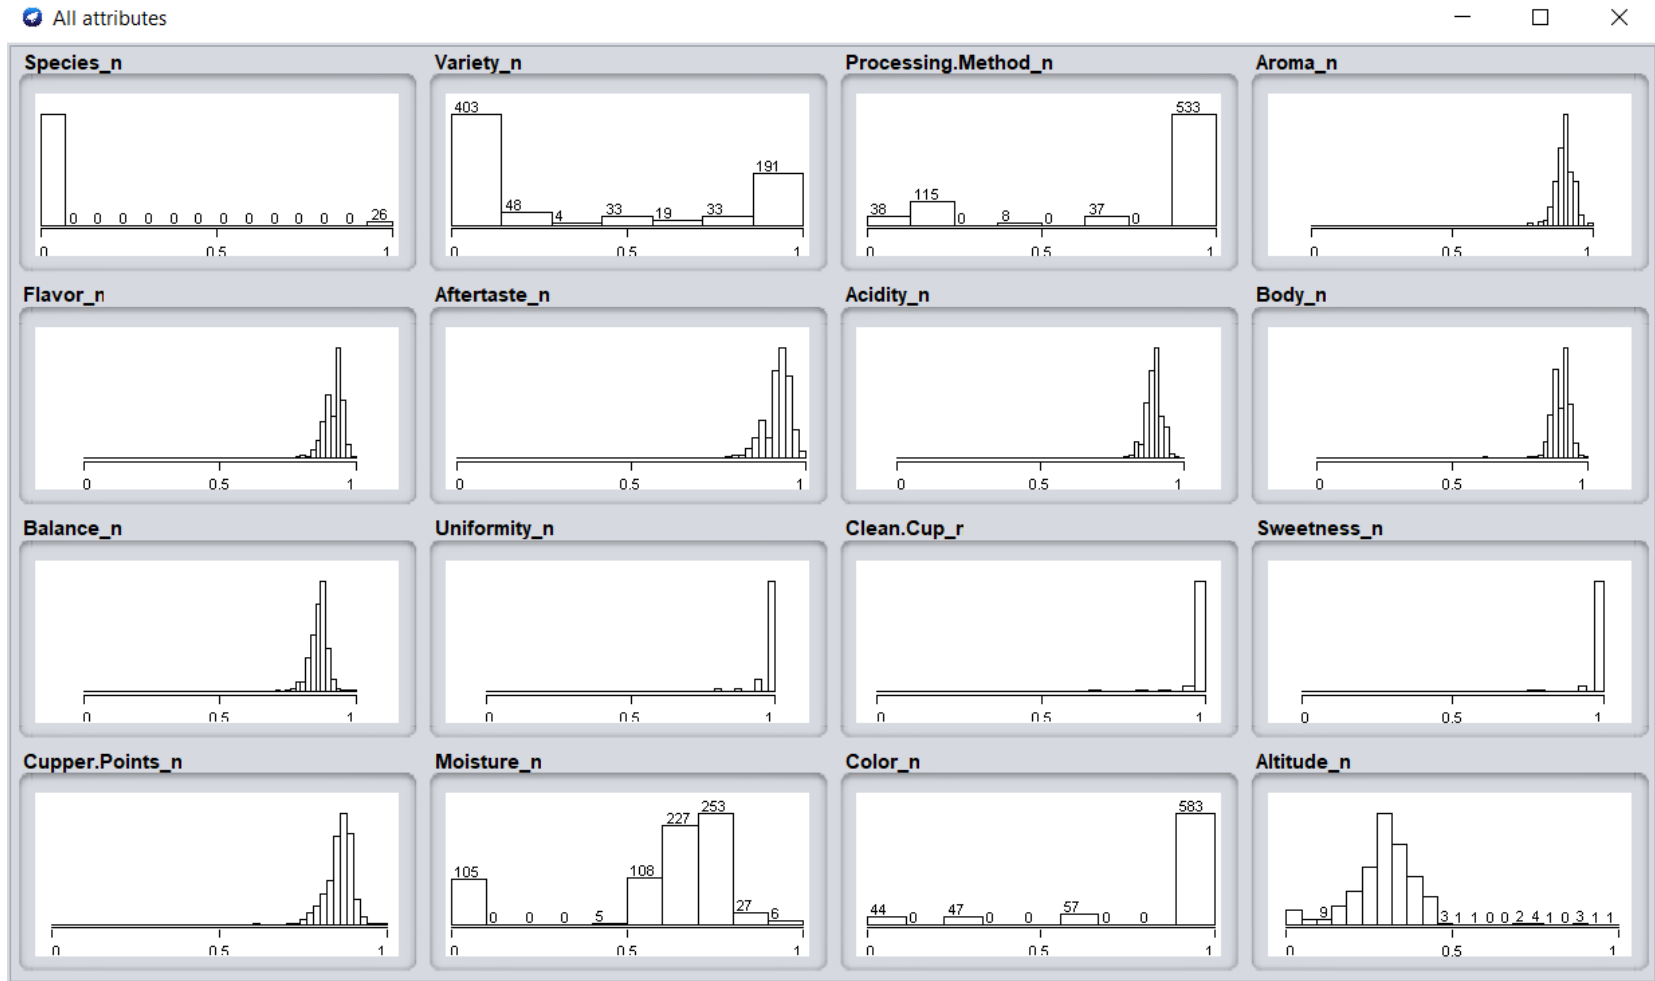 All attributes
Species_n Variety_n Processing.Method_n Aroma_n
0 0 0 0 0 0 0 0 0 0 0 0 26
0 0.5 1
403 48 4 33 19 33 191
0 0.5 1
38 115 0 8 0 37 0 533
0 0.5 1
0 0.5 1
Flavor_n Aftertaste_n Acidity_n Body_n
0 0.5 1
0 0.5 1
0 0.5 1
0 0.5 1
Balance_n Uniformity_n Clean.Cup_r Sweetness_n
0 0.5 1
0 0.5 1
0 0.5 1
0 0.5 1
Cupper.Points_n Moisture_n Color_n Altitude_n
0 0.5 1
105 0 0 0 5 108 227 253 27 6
0 0.5 1
44 0 47 0 0 57 0 0 583
0 0.5 1
9 3 1 1 0 0 2 4 1 0 3 1 1
0 0.5 1